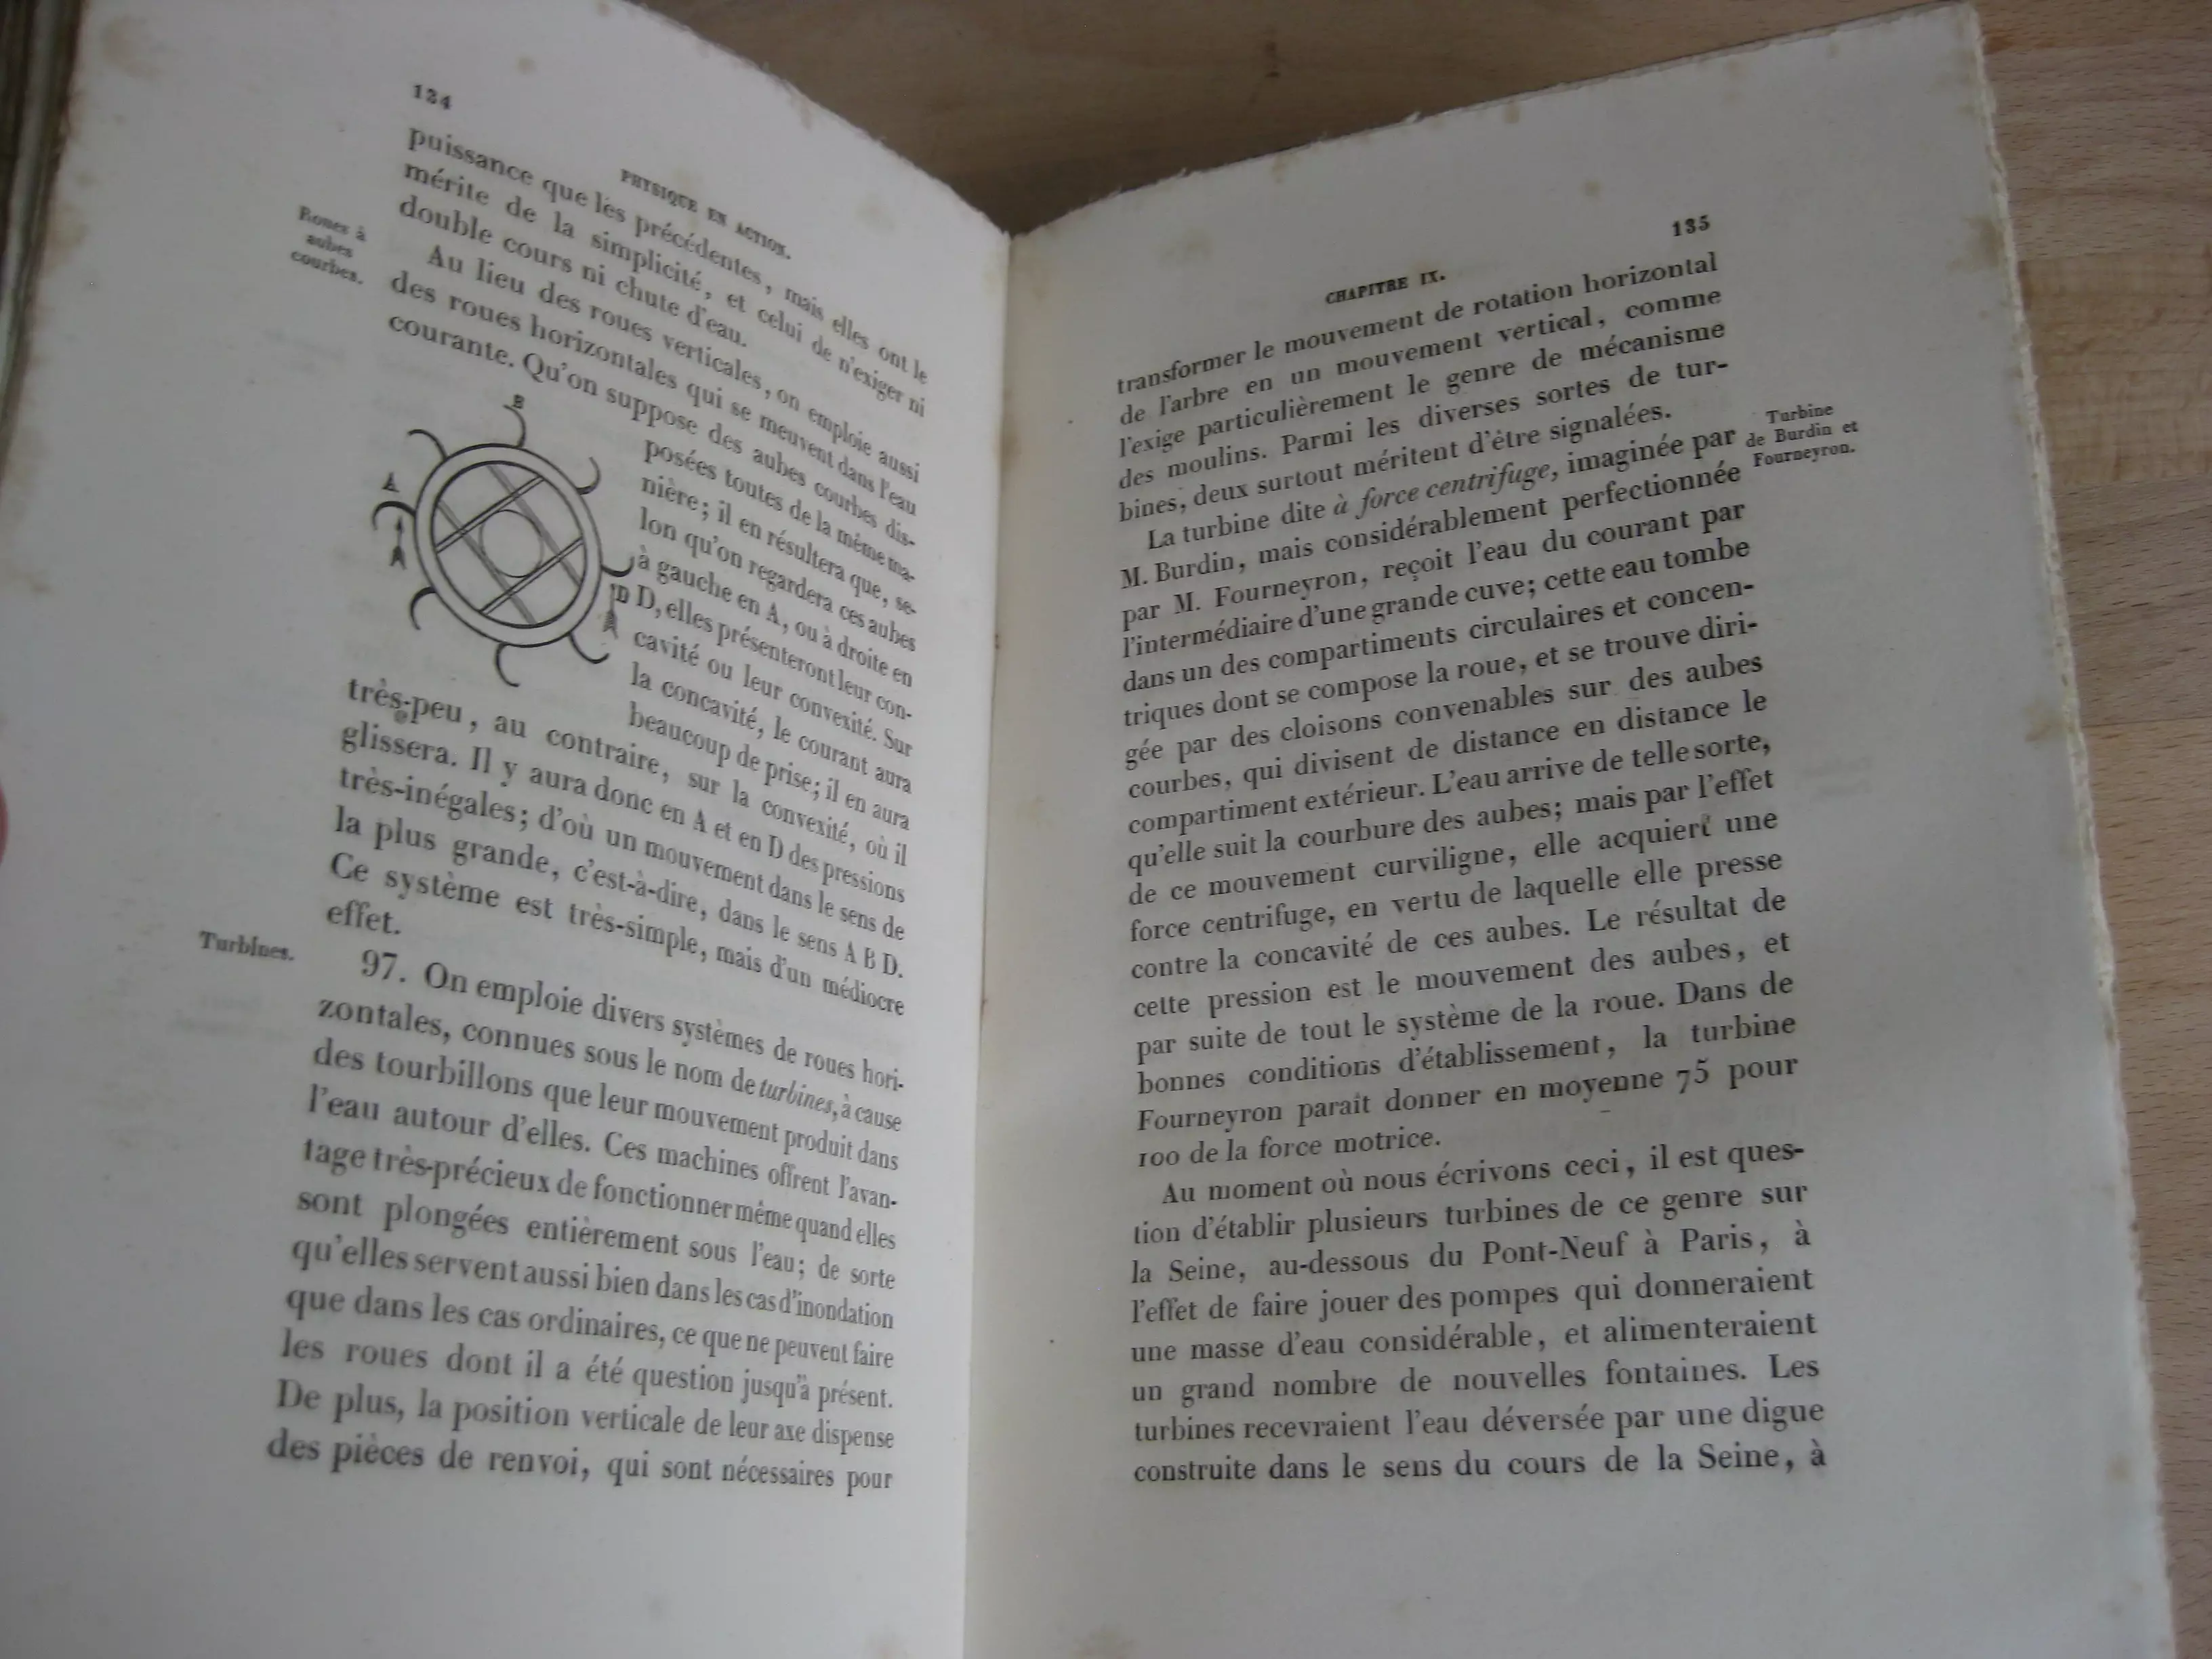 134
PHYSIQUE EN ACTION.
puissance que les précédentes, mais elles ont le
mérite de la simplicité, et celui de n'exiger ni
double cours ni chute d'eau.
Roues à
aubes
courbes.
Au lieu des roues verticales, on emploie aussi
des roues horizontales qui se meuvent dans l'eau
courante. Qu'on suppose des aubes courbes dis-
posées toutes de la même ma-
nière; il en résultera que, se-
lon qu'on regardera ces aubes
à gauche en A, ou à droite en
D, elles présenteront leur con-
cavité ou leur convexité. Sur
la concavité, le courant aura
beaucoup de prise; il en aura
B
A
D
très-peu, au contraire, sur la convexité, où il
glissera. Il y aura donc en A et en D des pressions
très-inégales; d'où un mouvement dans le sens de
la plus grande, c'est-à-dire, dans le sens A B D.
Ce système est très-simple, mais d'un médiocre
effet.
Turbines.
97. On emploie divers systèmes de roues hori-
zontales, connues sous le nom de turbines, à cause
des tourbillons que leur mouvement produit dans
l'eau autour d'elles. Ces machines offrent l'avan-
tage très-précieux de fonctionner même quand elles
sont plongées entièrement sous l'eau; de sorte
qu'elles servent aussi bien dans les cas d'inondation
que dans les cas ordinaires, ce que ne peuvent faire
les roues dont il a été question jusqu'à présent.
De plus, la position verticale de leur axe dispense
des pièces de renvoi, qui sont nécessaires pour
CHAPITRE IX.
135
transformer le mouvement de rotation horizontal
de l'arbre en un mouvement vertical, comme
l'exige particulièrement le genre de mécanisme
des moulins. Parmi les diverses sortes de tur-
bines, deux surtout méritent d'être signalées.
La turbine dite à force centrifuge, imaginée par
Turbine
de Burdin et
Fourneyron.
M. Burdin, mais considérablement perfectionnée
par M. Fourneyron, reçoit l'eau du courant par
l'intermédiaire d'une grande cuve; cette eau tombe
dans un des compartiments circulaires et concen-
triques dont se compose la roue, et se trouve diri-
gée par des cloisons convenables sur des aubes
courbes, qui divisent de distance en distance le
compartiment extérieur. L'eau arrive de telle sorte,
qu'elle suit la courbure des aubes; mais par l'effet
de ce mouvement curviligne, elle acquiert une
force centrifuge, en vertu de laquelle elle presse
contre la concavité de ces aubes. Le résultat de
cette pression est le mouvement des aubes, et
par suite de tout le système de la roue. Dans de
bonnes conditions d'établissement, la turbine
Fourneyron paraît donner en moyenne 75 pour
100 de la force motrice.
Au moment où nous écrivons ceci, il est ques-
tion d'établir plusieurs turbines de ce genre sur
la Seine, au-dessous du Pont-Neuf à Paris, à
l'effet de faire jouer des pompes qui donneraient
une masse d'eau considérable, et alimenteraient
un grand nombre de nouvelles fontaines. Les
turbines recevraient l'eau déversée par une digue
construite dans le sens du cours de la Seine, à